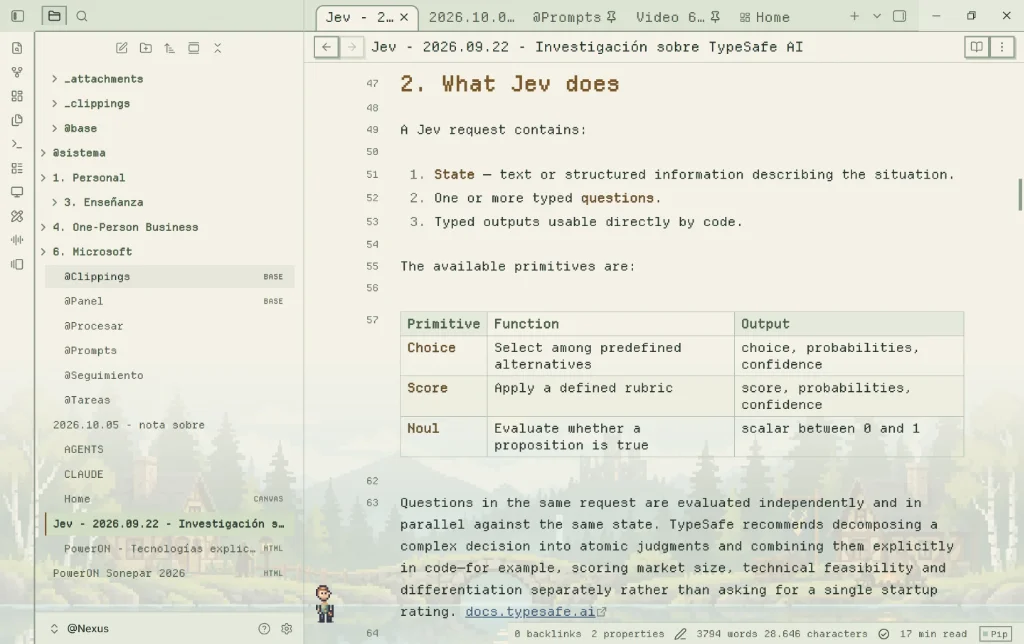 Jev - 2…
2026.10.0…
@Prompts
Video 6…
Home
Jev - 2026.09.22 - Investigación sobre TypeSafe AI
_attachments
_clippings
@base
@sistema
1. Personal
3. Enseñanza
4. One-Person Business
6. Microsoft
@Clippings BASE
@Panel BASE
@Procesar
@Prompts
@Seguimiento
@Tareas
2026.10.05 - nota sobre
AGENTS
CLAUDE
Home CANVAS
Jev - 2026.09.22 - Investigación s…
PowerON - Tecnologías explic… HTML
PowerON Sonepar 2026 HTML
@Nexus
47 2. What Jev does
48
49 A Jev request contains:
50
51 1. State — text or structured information describing the situation.
52 2. One or more typed questions.
53 3. Typed outputs usable directly by code.
54
55 The available primitives are:
56
57 Primitive Function Output
Choice Select among predefined alternatives choice, probabilities, confidence
Score Apply a defined rubric score, probabilities, confidence
Noul Evaluate whether a proposition is true scalar between 0 and 1
62
63 Questions in the same request are evaluated independently and in
parallel against the same state. TypeSafe recommends decomposing a
complex decision into atomic judgments and combining them explicitly
in code—for example, scoring market size, technical feasibility and
differentiation separately rather than asking for a single startup
rating. docs.typesafe.ai
64
0 backlinks 2 properties 3794 words 28.646 characters 17 min read Pip